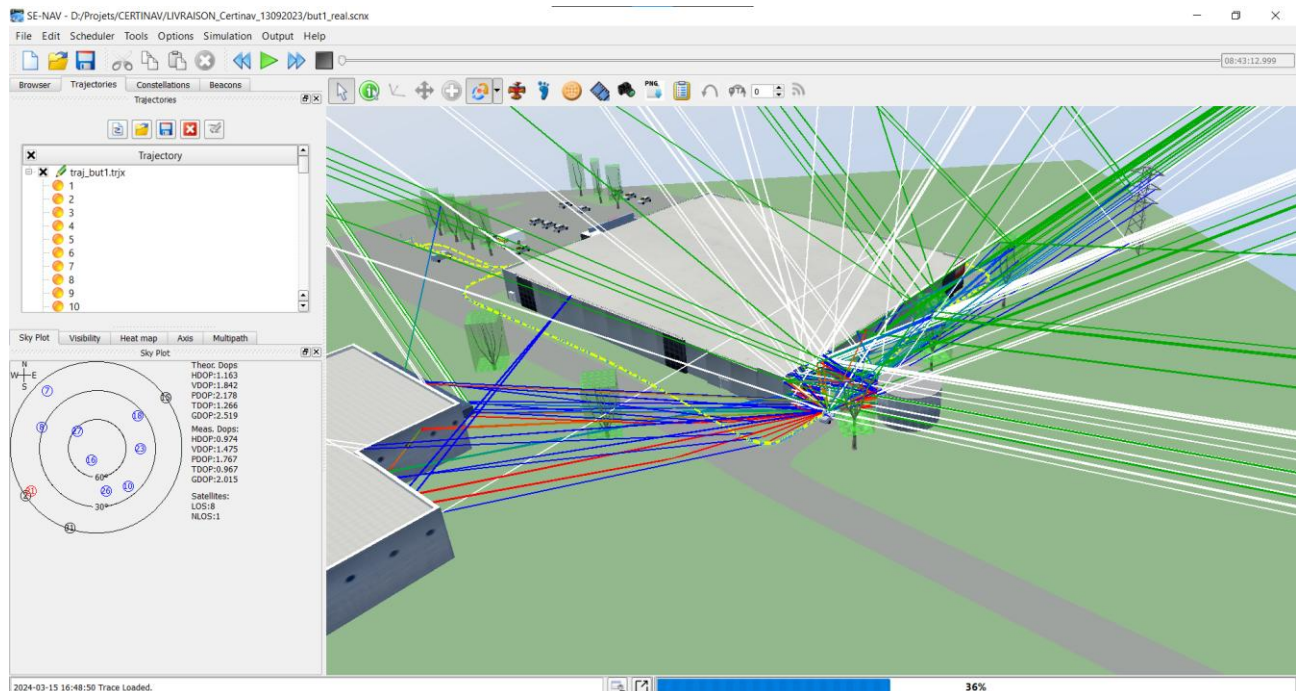 SE-NAV - D:/Projets/CERTINAV/LIVRAISON_Certinav_13092023/but1_real.scnx
File Edit Scheduler Tools Options Simulation Output Help
08:43:12.999
Browser Trajectories Constellations Beacons
Trajectories
PNG
0
Trajectory
traj_but1.trjx
1
2
3
4
5
6
7
8
9
10
Sky Plot Visibility Heat map Axis Multipath
Sky Plot
N
W E
S
7
18
8
27
23
16
60°
26
10
30°
Theor. Dops
HDOP:1.163
VDOP:1.842
PDOP:2.178
TDOP:1.266
GDOP:2.519
Meas. Dops:
HDOP:0.974
VDOP:1.475
PDOP:1.767
TDOP:0.967
GDOP:2.015
Satellites:
LOS:8
NLOS:1
2024-03-15 16:48:50 Trace Loaded.
36%